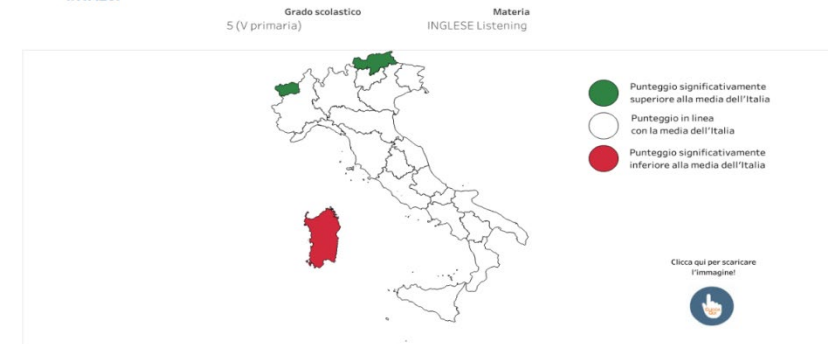 Grado scolastico
Materia
5 (V primaria)
INGLESE Listening
Punteggio significativamente
superiore alla media dell'Italia
Punteggio in linea
con la media dell'Italia
Punteggio significativamente
inferiore alla media dell'Italia
Clicca qui per scaricare
l'immagine!